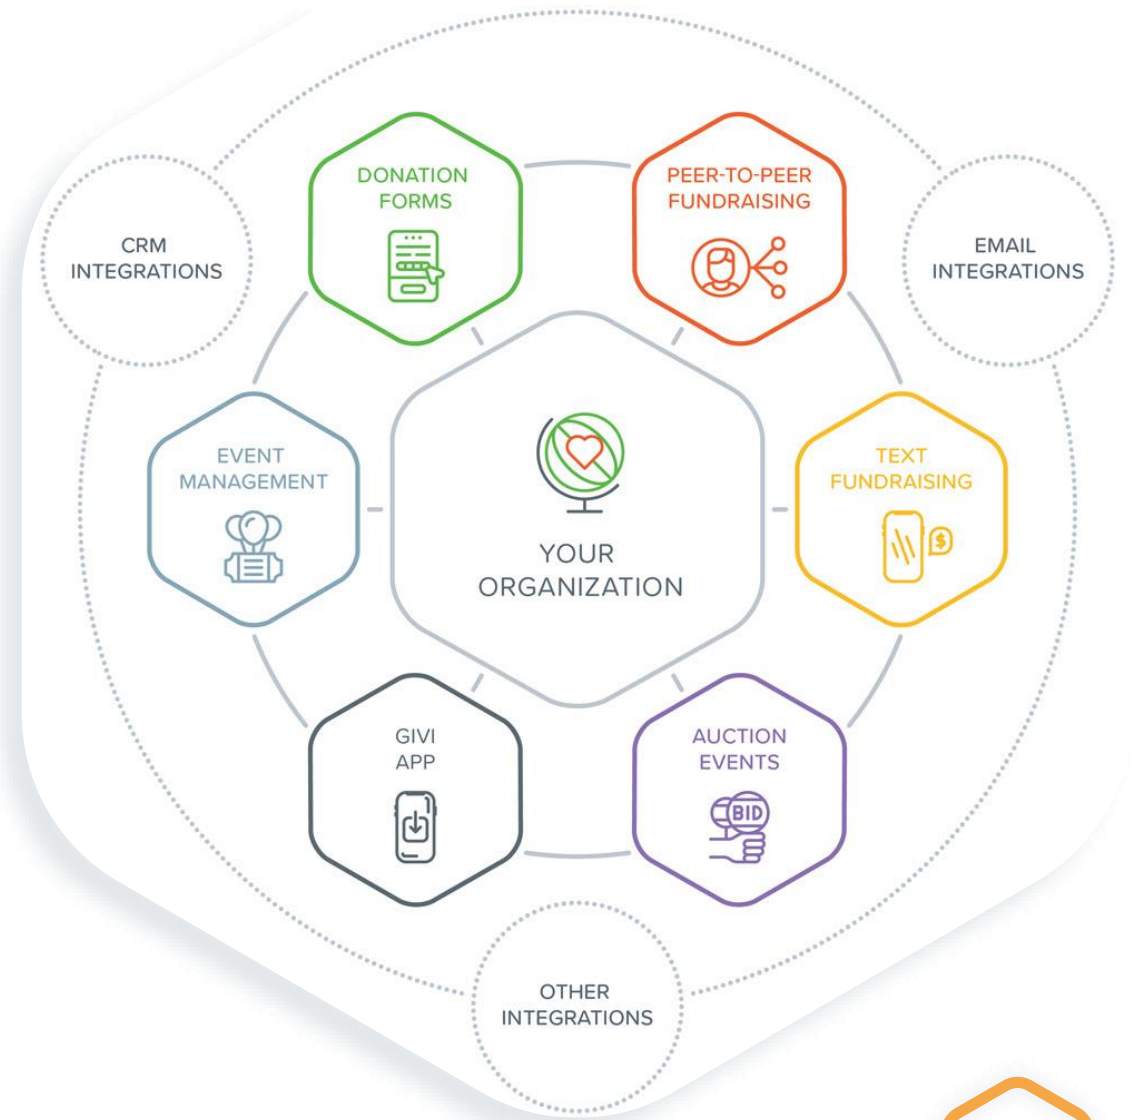 DONATION
FORMS
PEER-TO-PEER
FUNDRAISING
CRM
INTEGRATIONS
EMAIL
INTEGRATIONS
EVENT
MANAGEMENT
TEXT
FUNDRAISING
$
YOUR
ORGANIZATION
GIVI
APP
AUCTION
EVENTS
BID
OTHER
INTEGRATIONS